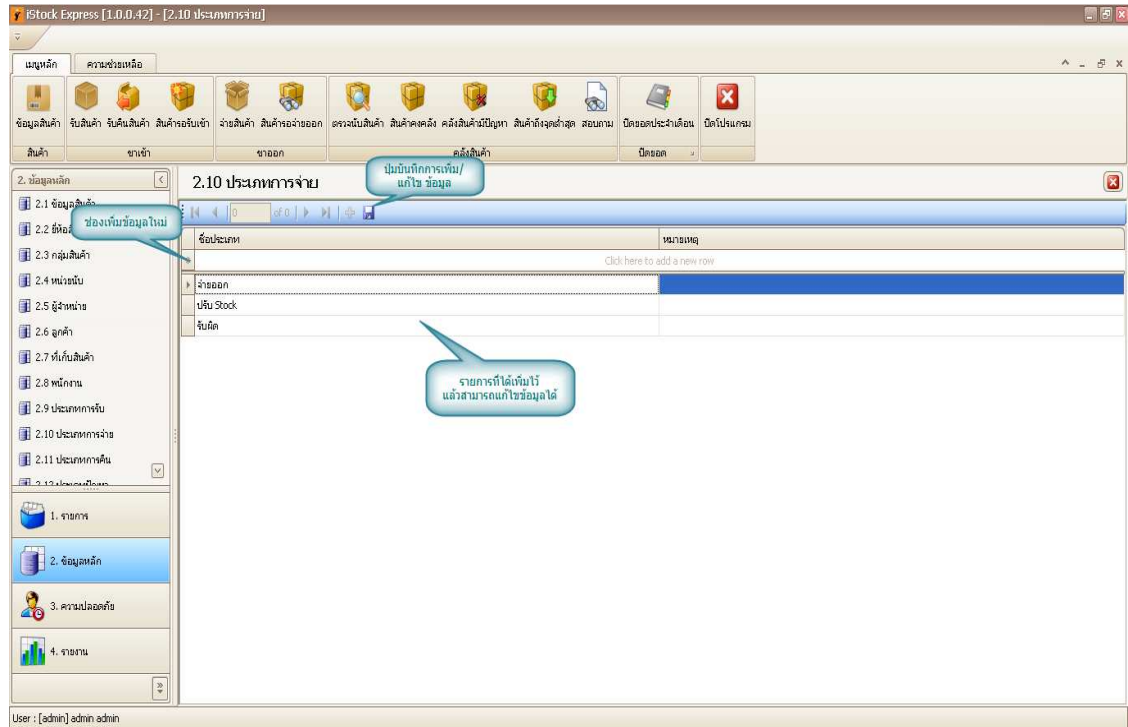 iStock Express [1.0.0.42] - [2.10 ประเภทการจ่าย]
เมนูหลัก
ความช่วยเหลือ
ข้อมูลสินค้า
รับสินค้า
รับคืนสินค้า
สินค้ารอรับเข้า
จ่ายสินค้า
สินค้ารอจ่ายออก
ตรวจนับสินค้า
สินค้าคงคลัง
คลังสินค้ามีปัญหา
สินค้าถึงจุดต่ำสุด
สอบถาม
ปิดยอดประจำเดือน
ปิดโปรแกรม
สินค้า
ขาเข้า
ขาออก
คลังสินค้า
ปิดยอด
2. ข้อมูลหลัก
2.1 ข้อมูลสินค้า
2.2 ยี่ห้อ
2.3 กลุ่มสินค้า
2.4 หน่วยนับ
2.5 ผู้จำหน่าย
2.6 ลูกค้า
2.7 ที่เก็บสินค้า
2.8 พนักงาน
2.9 ประเภทการรับ
2.10 ประเภทการจ่าย
2.11 ประเภทการคืน
2.12 ประเภทปัญหา
1. รายการ
2. ข้อมูลหลัก
3. ความปลอดภัย
4. รายงาน
2.10 ประเภทการจ่าย
ปุ่มบันทึกการเพิ่ม/
แก้ไข ข้อมูล
0 of 0
ช่องเพิ่มข้อมูลใหม่
ชื่อประเภท
หมายเหตุ
Click here to add a new row
จ่ายออก
ปรับ Stock
รับผิด
รายการที่ได้เพิ่มไว้
แล้วสามารถแก้ไขข้อมูลได้
User : [admin] admin admin